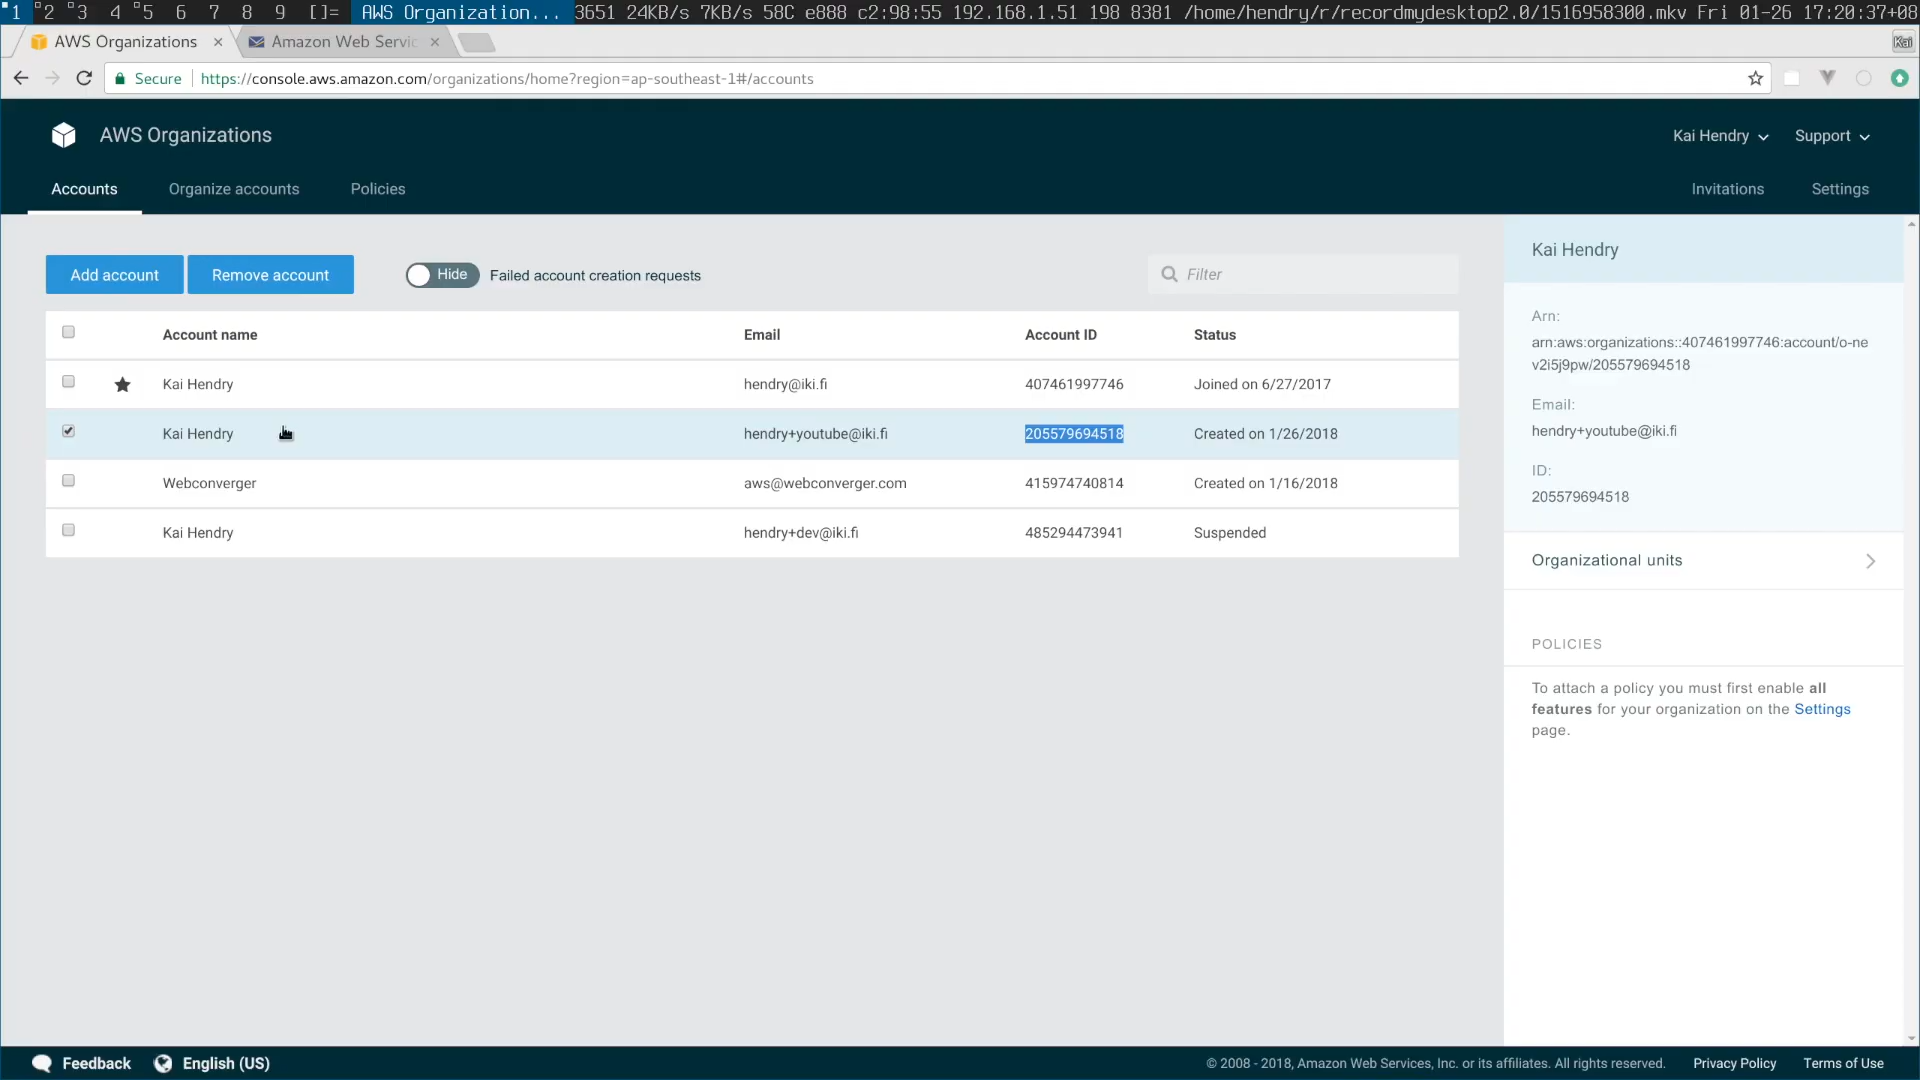 1 2 3 4 5 6 7 8 9 []= AWS Organization... 3651 24KB/s 7KB/s 58C e888 c2:98:55 192.168.1.51 198 8381 /home/hendry/r/recordmydesktop2.0/1516958300.mkv Fri 01-26 17:20:37+08
AWS Organizations × Amazon Web Servic × Kai
Secure https://console.aws.amazon.com/organizations/home?region=ap-southeast-1#/accounts
AWS Organizations Kai Hendry Support
Accounts Organize accounts Policies Invitations Settings
Add account Remove account Hide Failed account creation requests Filter
Account name Email Account ID Status
Kai Hendry hendry@iki.fi 407461997746 Joined on 6/27/2017
Kai Hendry hendry+youtube@iki.fi 205579694518 Created on 1/26/2018
Webconverger aws@webconverger.com 415974740814 Created on 1/16/2018
Kai Hendry hendry+dev@iki.fi 485294473941 Suspended
Kai Hendry
Arn:
arn:aws:organizations::407461997746:account/o-ne
v2i5j9pw/205579694518
Email:
hendry+youtube@iki.fi
ID:
205579694518
Organizational units
POLICIES
To attach a policy you must first enable all
features for your organization on the Settings
page.
Feedback English (US) © 2008 - 2018, Amazon Web Services, Inc. or its affiliates. All rights reserved. Privacy Policy Terms of Use